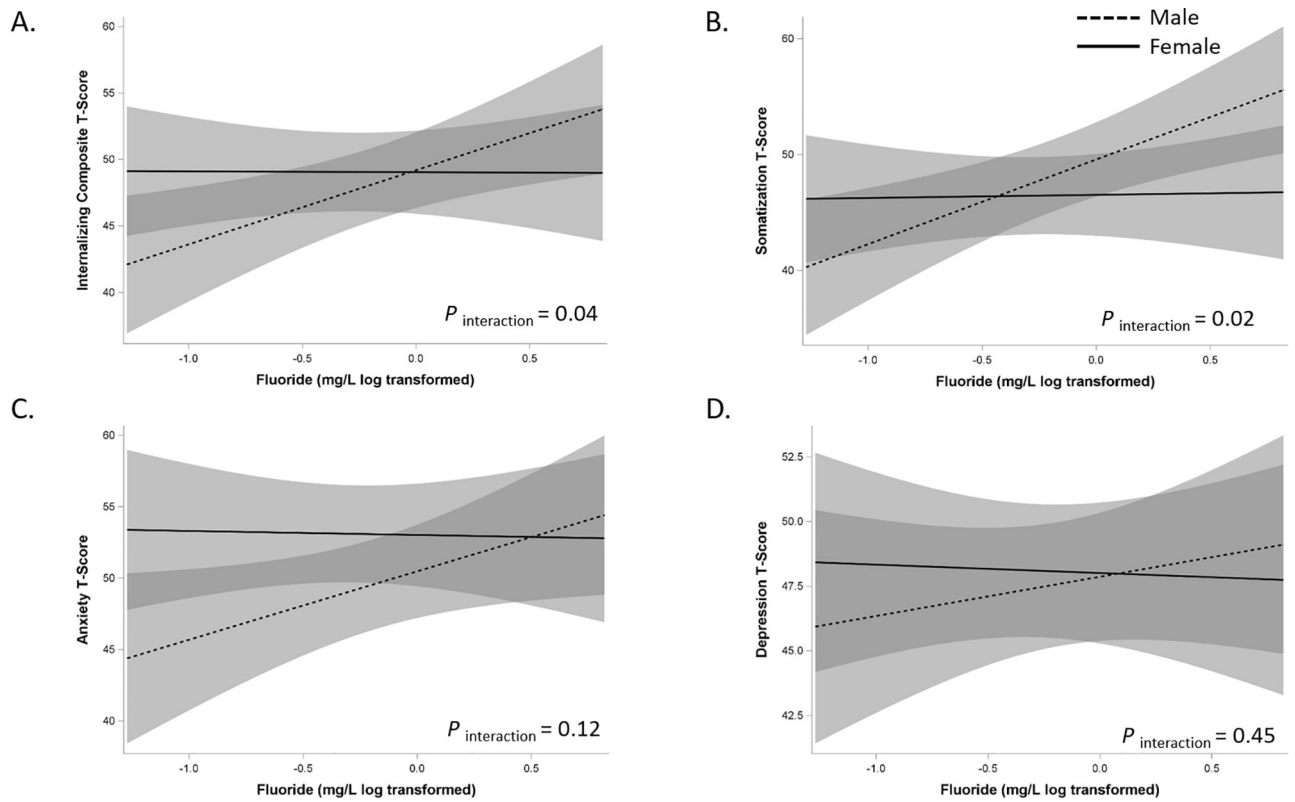 A.
60
55
50
45
40
Internalizing Composite T-Score
P interaction = 0.04
-1.0 -0.5 0.0 0.5
Fluoride (mg/L log transformed)
B.
Male
Female
60
50
40
Somatization T-Score
P interaction = 0.02
-1.0 -0.5 0.0 0.5
Fluoride (mg/L log transformed)
C.
60
55
50
45
40
Anxiety T-Score
P interaction = 0.12
-1.0 -0.5 0.0 0.5
Fluoride (mg/L log transformed)
D.
52.5
50.0
47.5
45.0
42.5
Depression T-Score
P interaction = 0.45
-1.0 -0.5 0.0 0.5
Fluoride (mg/L log transformed)